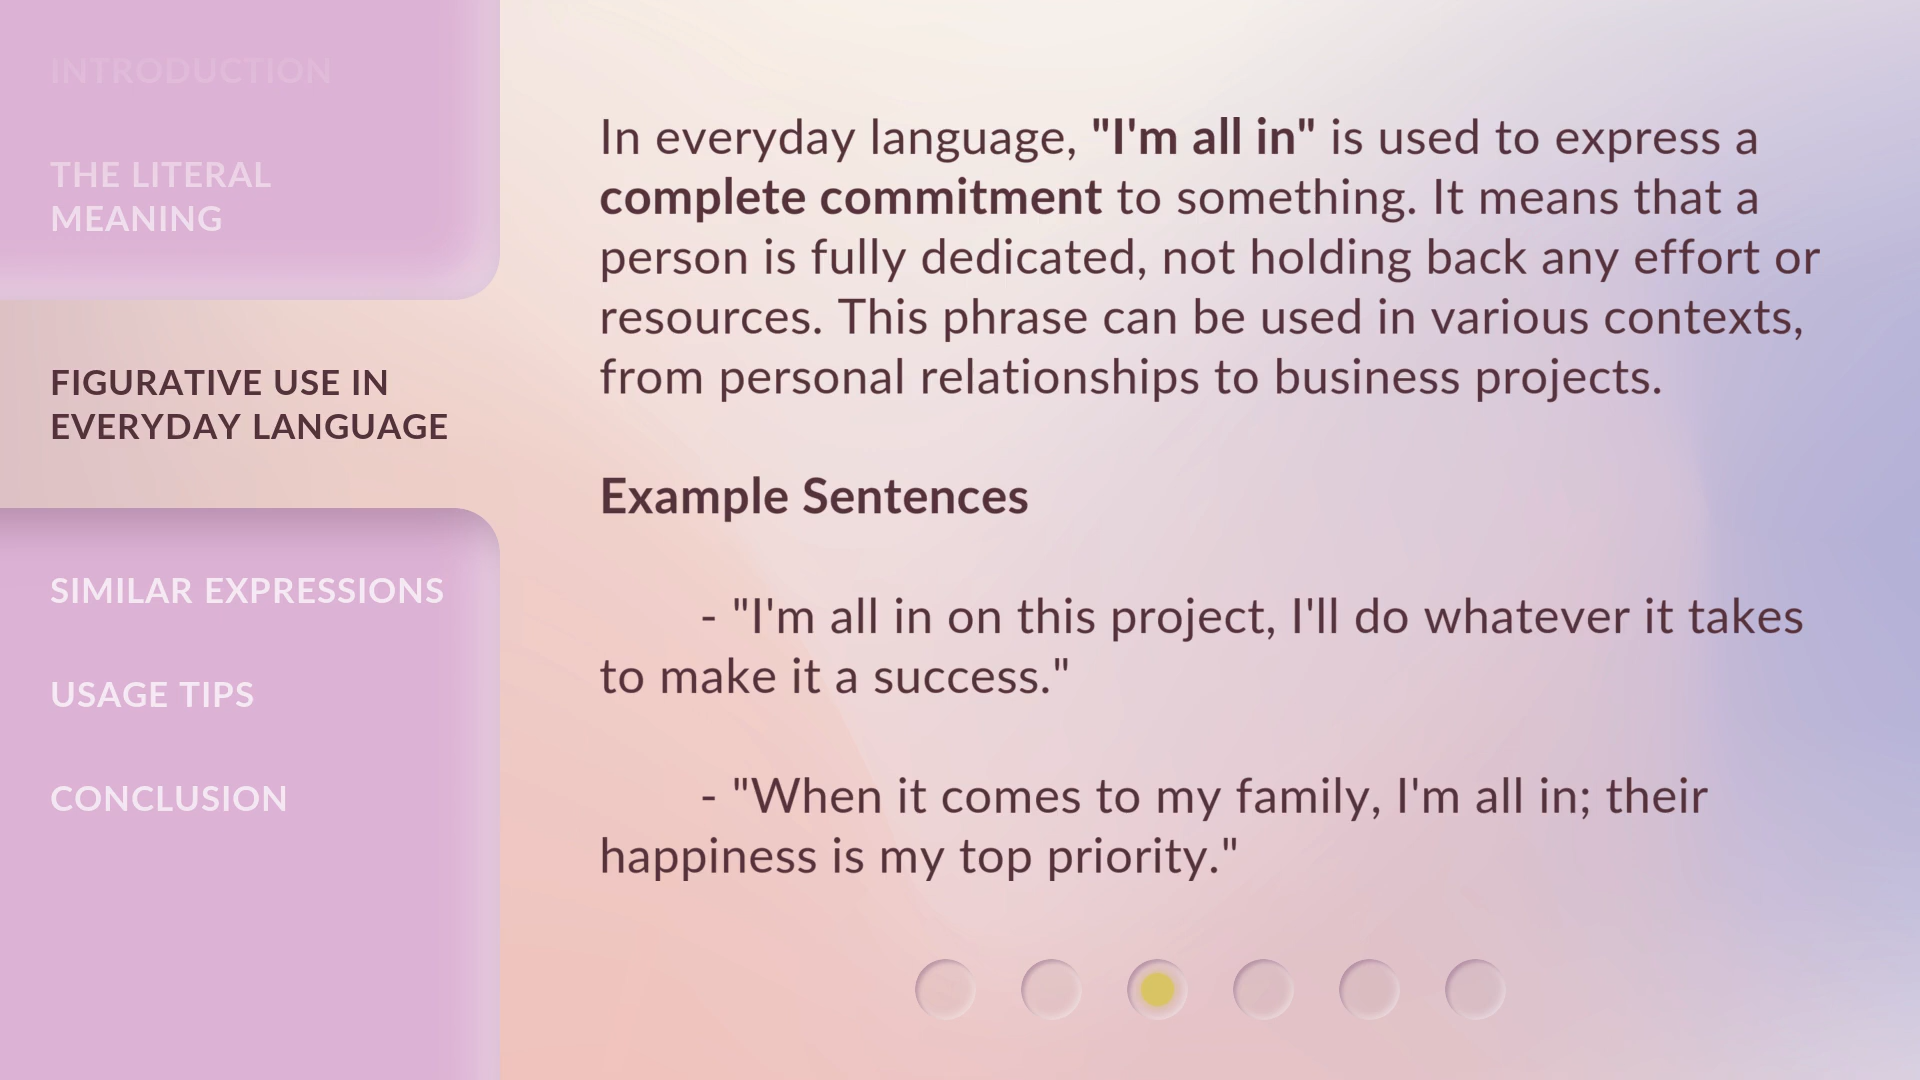 INTRODUCTION
THE LITERAL
MEANING
FIGURATIVE USE IN
EVERYDAY LANGUAGE
SIMILAR EXPRESSIONS
USAGE TIPS
CONCLUSION
In everyday language, "I'm all in" is used to express a
complete commitment to something. It means that a
person is fully dedicated, not holding back any effort or
resources. This phrase can be used in various contexts,
from personal relationships to business projects.
Example Sentences
- "I'm all in on this project, I'll do whatever it takes
to make it a success."
- "When it comes to my family, I'm all in; their
happiness is my top priority."